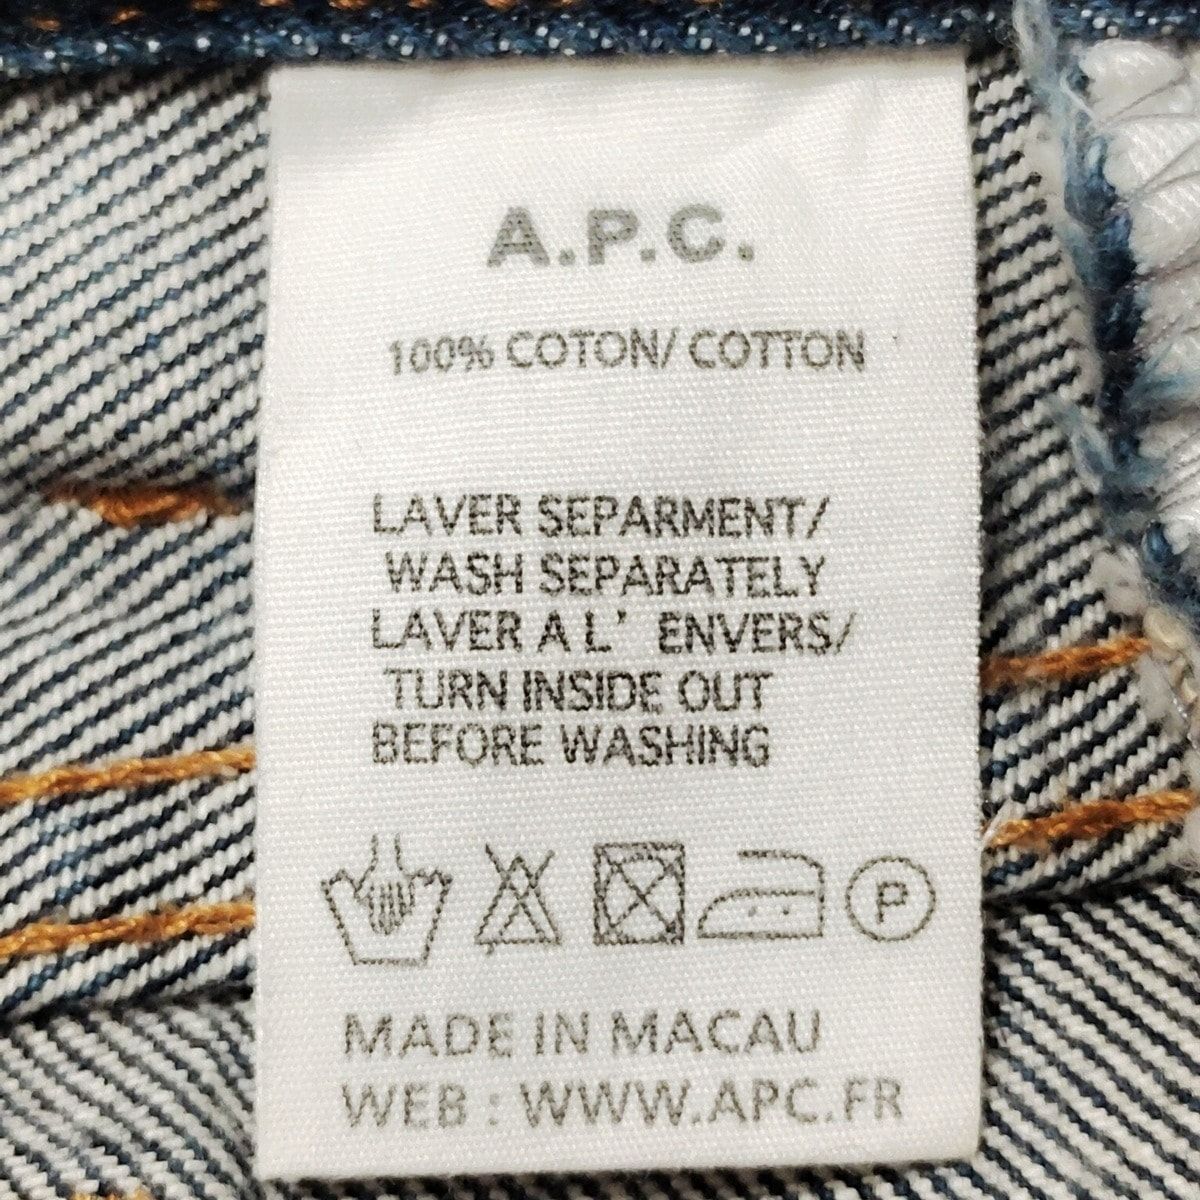 A.P.C.
100% COTON/ COTTON
LAVER SEPARMENT/
WASH SEPARATELY
LAVER A L' ENVERS/
TURN INSIDE OUT
BEFORE WASHING
P
MADE IN MACAU
WEB : WWW.APC.FR